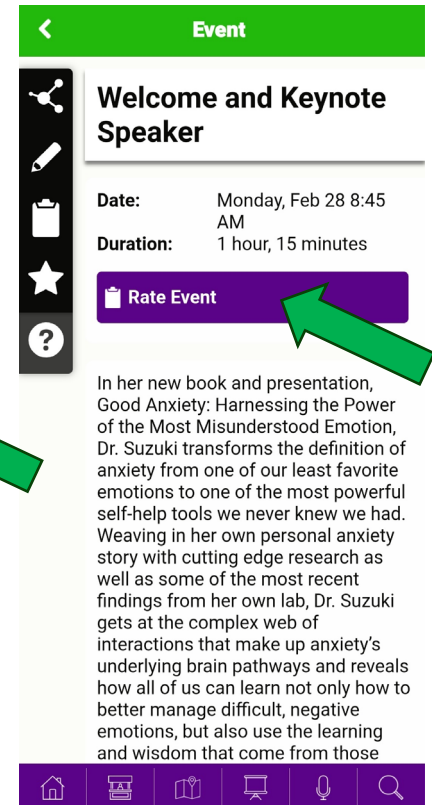 Event
Welcome and Keynote
Speaker
Date: Monday, Feb 28 8:45
AM
Duration: 1 hour, 15 minutes
Rate Event
?
In her new book and presentation,
Good Anxiety: Harnessing the Power
of the Most Misunderstood Emotion,
Dr. Suzuki transforms the definition of
anxiety from one of our least favorite
emotions to one of the most powerful
self-help tools we never knew we had.
Weaving in her own personal anxiety
story with cutting edge research as
well as some of the most recent
findings from her own lab, Dr. Suzuki
gets at the complex web of
interactions that make up anxiety’s
underlying brain pathways and reveals
how all of us can learn not only how to
better manage difficult, negative
emotions, but also use the learning
and wisdom that come from those